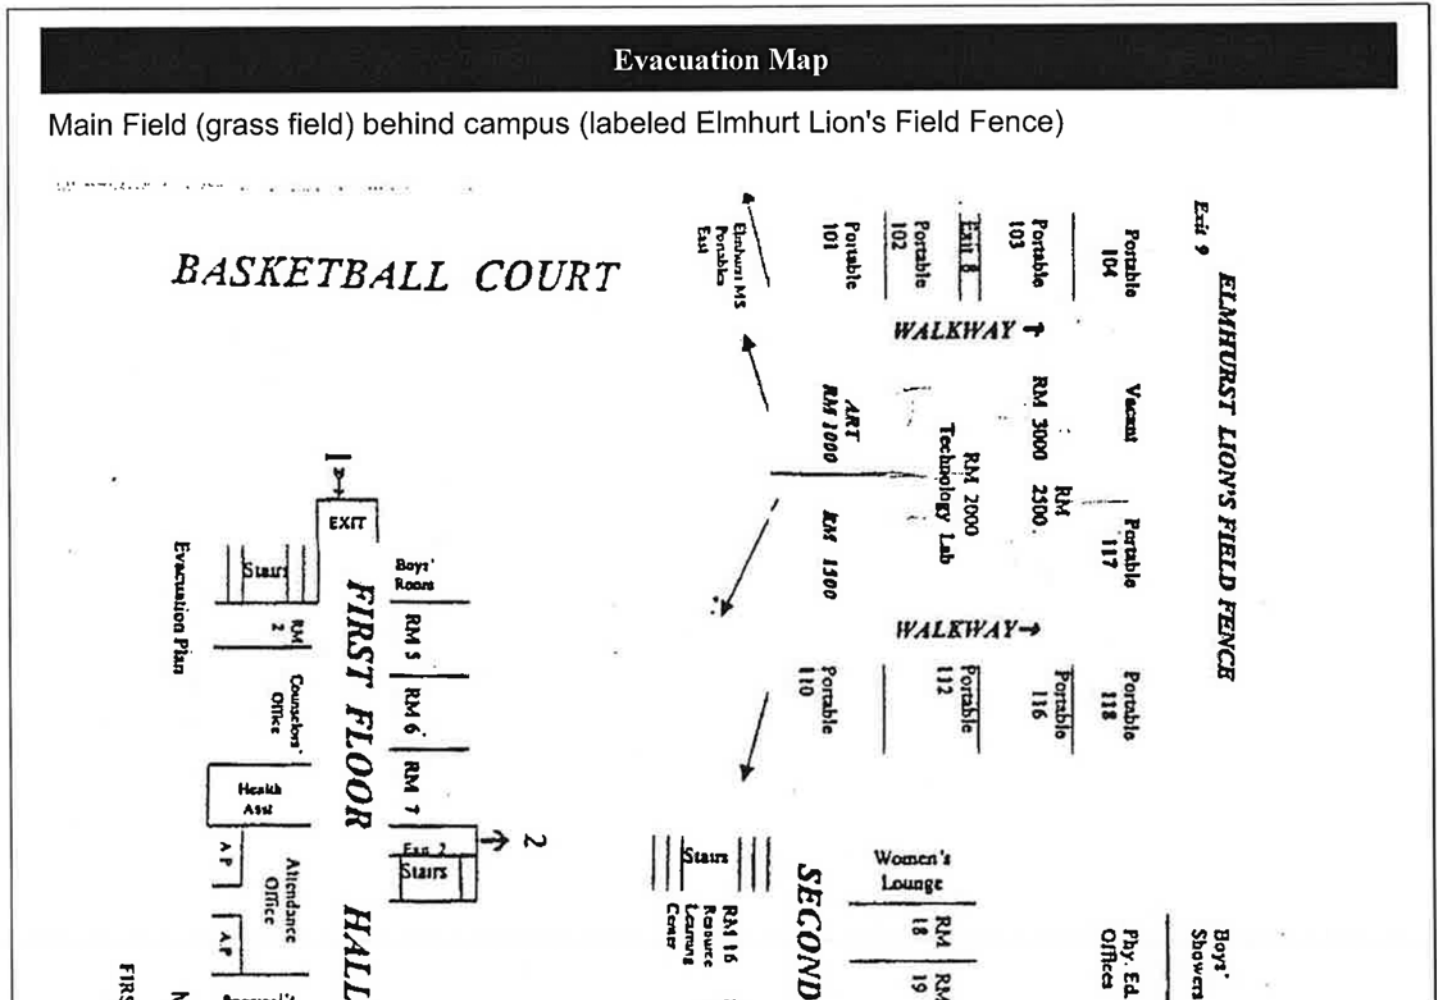 Evacuation Map
Main Field (grass field) behind campus (labeled Elmhurt Lion's Field Fence)
BASKETBALL COURT
Elmhurst MS
Portables
East
Portable
101
Portable
102
Exit 8
Portable
103
Portable
104
Exit 9
ELMHURST LION'S FIELD FENCE
WALKWAY →
ART
RM 1000
RM 1500
RM 2000
Technology Lab
RM 3000
RM
2500
Vacant
Portable
117
WALKWAY→
Portable
110
Portable
112
Portable
116
Portable
118
1
EXIT
Stairs
Evacuation Plan
RM
2
Counselors'
Office
Health
Asst
A P
Attendance
Office
A.P
FIRST FLOOR HALL
Boys'
Room
RM 5
RM 6
RM 7
Exit 2
2
Stairs
Stairs
RM 16
Resource
Learning
Center
SECOND
Women's
Lounge
RM
18
RM
19
Phy. Ed.
Offices
Boys'
Showers
FIRS